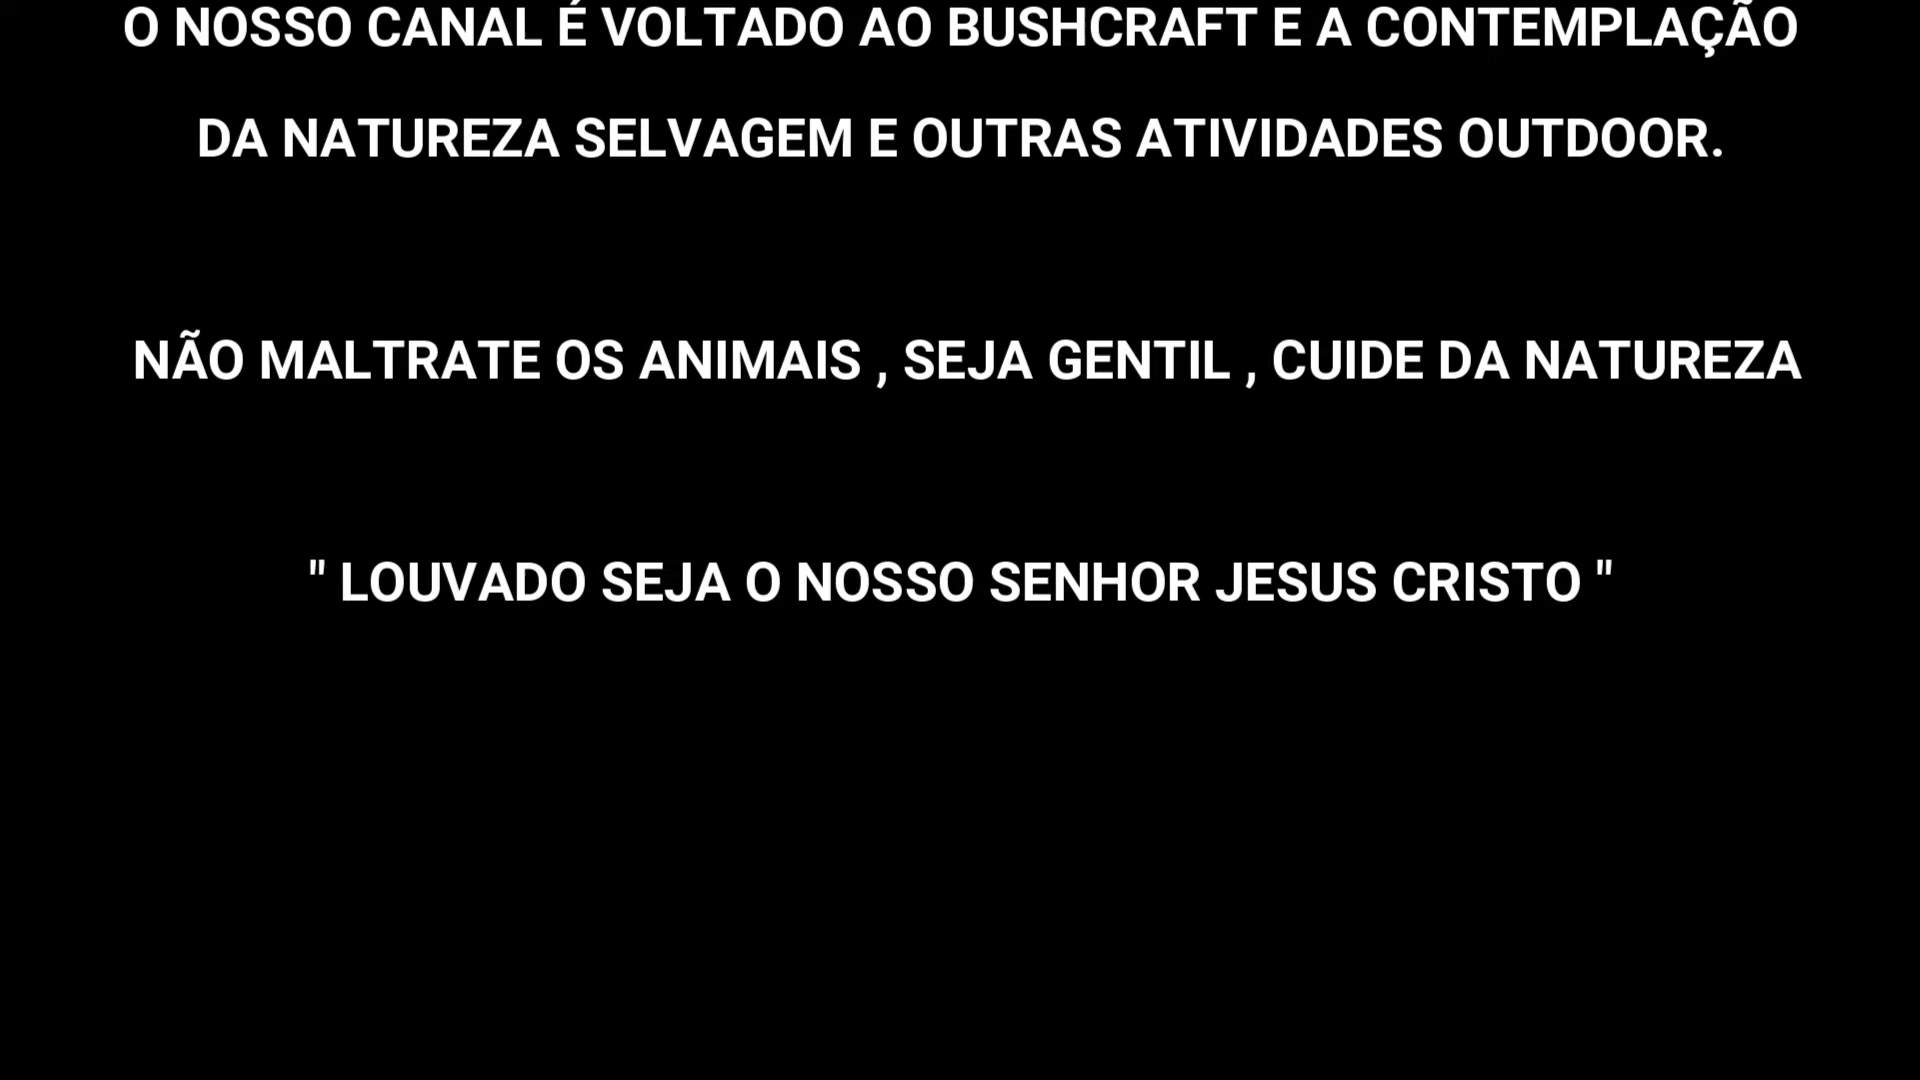 O NOSSO CANAL É VOLTADO AO BUSHCRAFT E A CONTEMPLAÇÃO
DA NATUREZA SELVAGEM E OUTRAS ATIVIDADES OUTDOOR.
NÃO MALTRATE OS ANIMAIS , SEJA GENTIL , CUIDE DA NATUREZA
" LOUVADO SEJA O NOSSO SENHOR JESUS CRISTO "